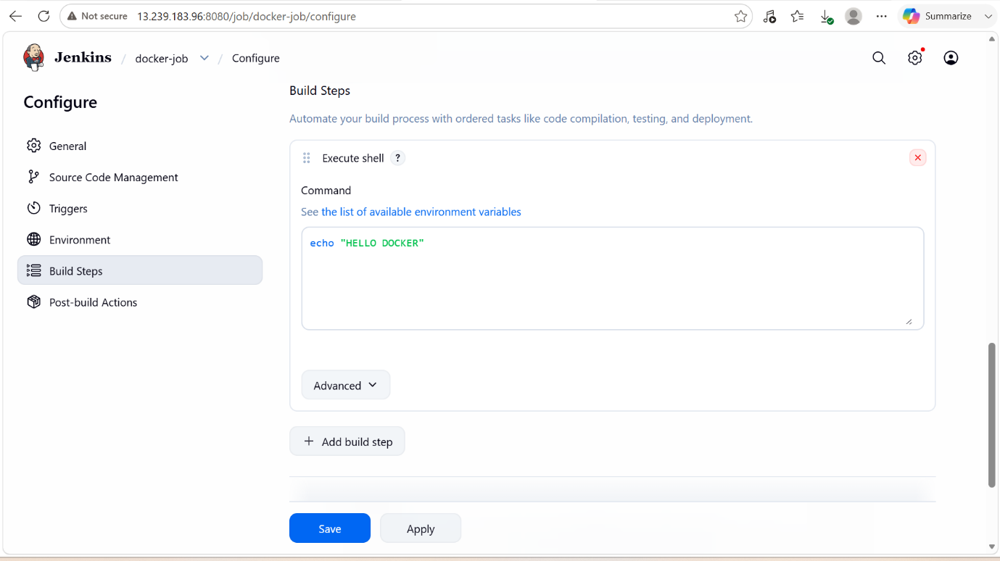 Not secure 13.239.183.96:8080/job/docker-job/configure Summarize
Jenkins / docker-job / Configure
Configure
General
Source Code Management
Triggers
Environment
Build Steps
Post-build Actions
Build Steps
Automate your build process with ordered tasks like code compilation, testing, and deployment.
Execute shell ?
Command
See the list of available environment variables
echo "HELLO DOCKER"
Advanced
+ Add build step
Save Apply